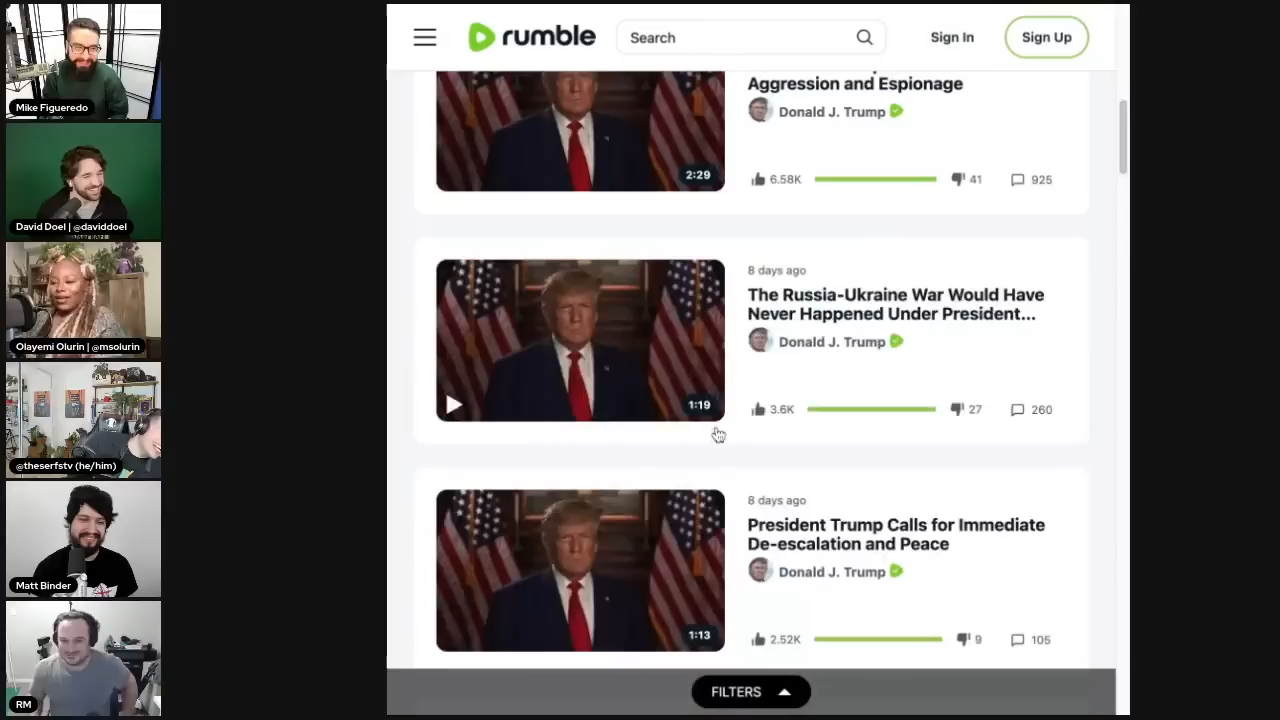 Mike Figueredo
David Doel | @daviddoel
Olayemi Olurin | @msolurin
@theserfstv (he/him)
Matt Binder
RM
rumble
Search
Sign In
Sign Up
Aggression and Espionage
Donald J. Trump
2:29
6.58K
41
925
8 days ago
The Russia-Ukraine War Would Have
Never Happened Under President...
Donald J. Trump
1:19
3.6K
27
260
8 days ago
President Trump Calls for Immediate
De-escalation and Peace
Donald J. Trump
1:13
2.52K
9
105
FILTERS